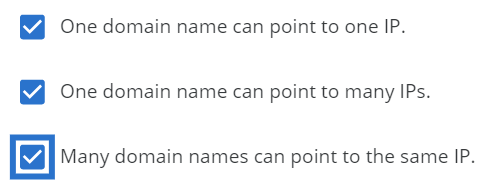 One domain name can point to one IP.
One domain name can point to many IPs.
Many domain names can point to the same IP.